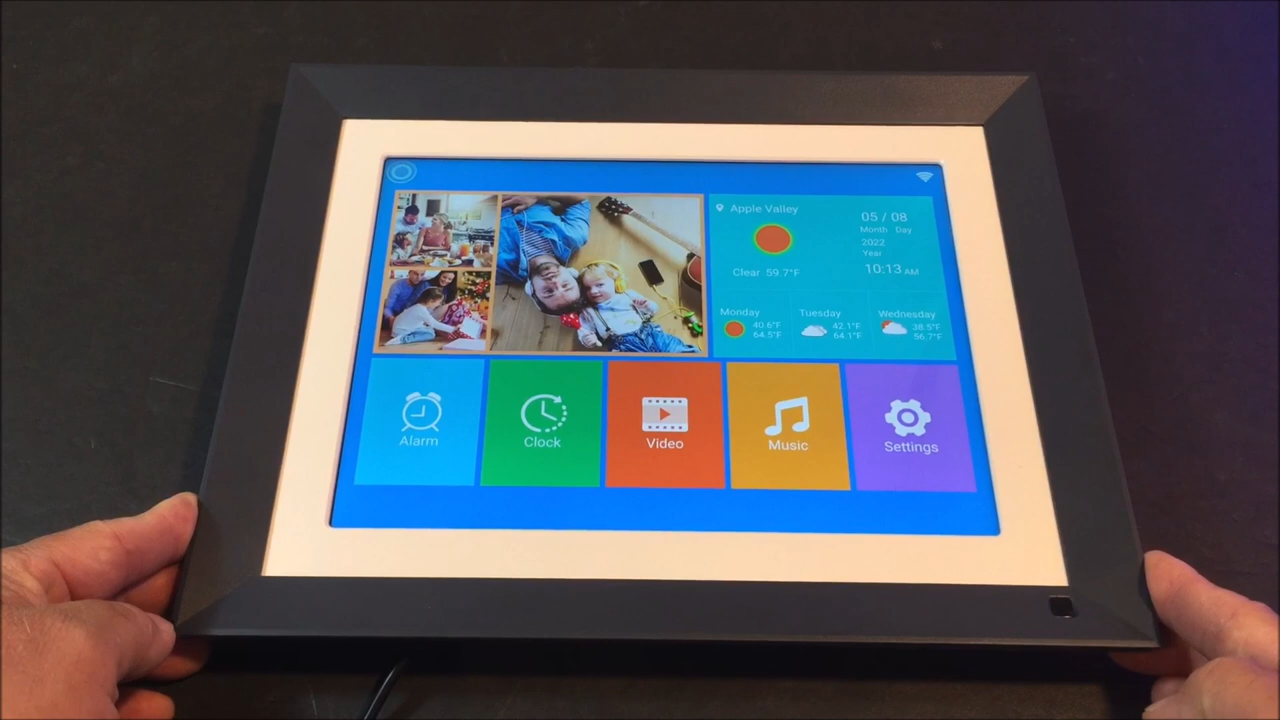 Apple Valley
Clear 59.7°F
05 / 08
Month Day
2022
Year
10:13 AM
Monday
40.6°F
64.5°F
Tuesday
42.1°F
64.1°F
Wednesday
38.5°F
56.7°F
Alarm
Clock
Video
Music
Settings